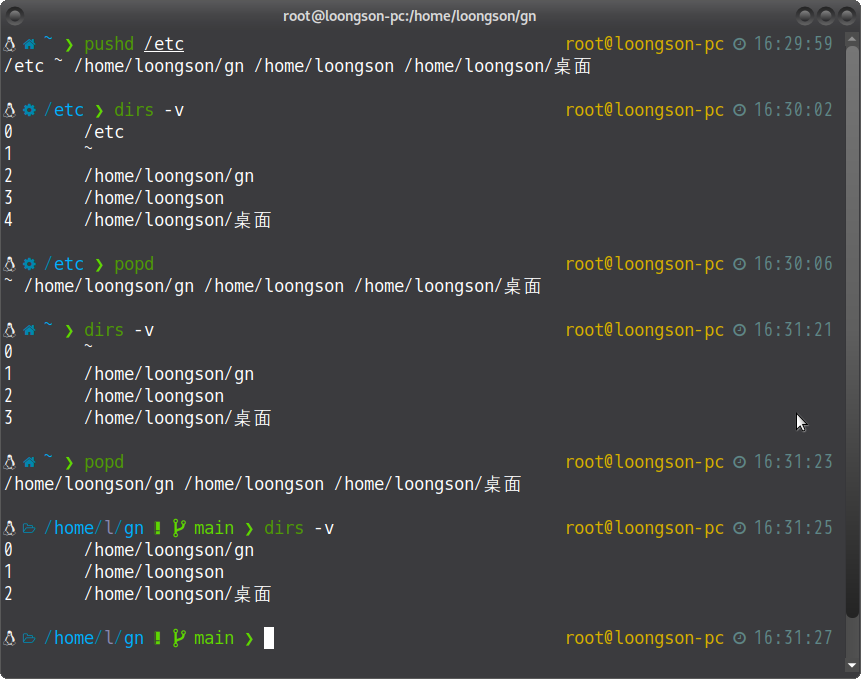 root@loongson-pc:/home/loongson/gn
~ ❯ pushd /etc root@loongson-pc 16:29:59
/etc ~ /home/loongson/gn /home/loongson /home/loongson/桌面
/etc ❯ dirs -v root@loongson-pc 16:30:02
0 /etc
1 ~
2 /home/loongson/gn
3 /home/loongson
4 /home/loongson/桌面
/etc ❯ popd root@loongson-pc 16:30:06
~ /home/loongson/gn /home/loongson /home/loongson/桌面
~ ❯ dirs -v root@loongson-pc 16:31:21
0 ~
1 /home/loongson/gn
2 /home/loongson
3 /home/loongson/桌面
~ ❯ popd root@loongson-pc 16:31:23
/home/loongson/gn /home/loongson /home/loongson/桌面
/home/l/gn ! main ❯ dirs -v root@loongson-pc 16:31:25
0 /home/loongson/gn
1 /home/loongson
2 /home/loongson/桌面
/home/l/gn ! main ❯ root@loongson-pc 16:31:27